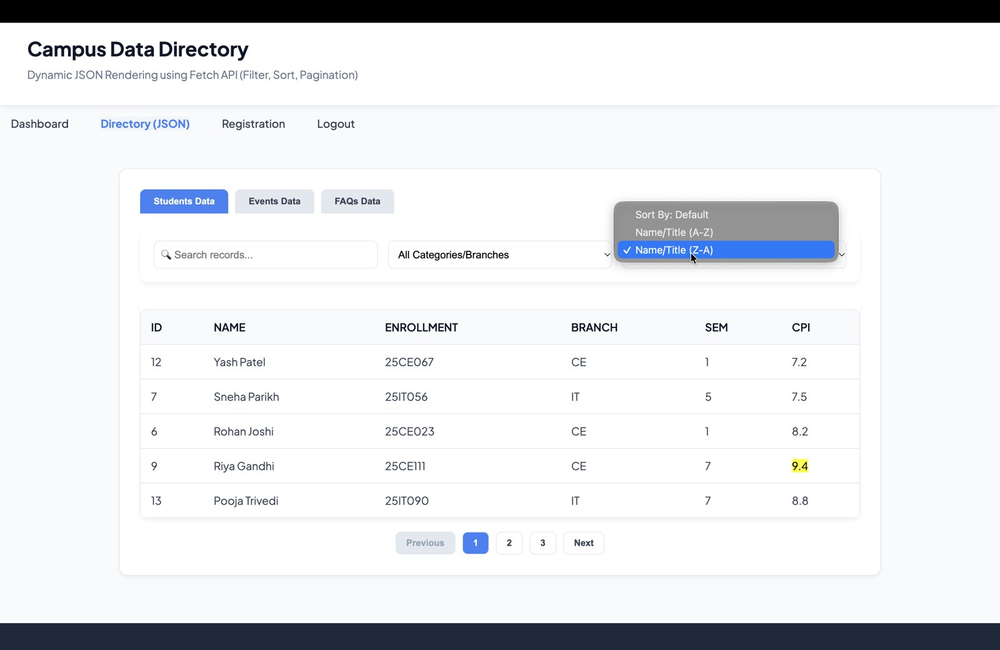 Campus Data Directory
Dynamic JSON Rendering using Fetch API (Filter, Sort, Pagination)
Dashboard Directory (JSON) Registration Logout
Students Data Events Data FAQs Data
Sort By: Default
Name/Title (A-Z)
✓ Name/Title (Z-A)
🔍 Search records... All Categories/Branches
ID NAME ENROLLMENT BRANCH SEM CPI
12 Yash Patel 25CE067 CE 1 7.2
7 Sneha Parikh 25IT056 IT 5 7.5
6 Rohan Joshi 25CE023 CE 1 8.2
9 Riya Gandhi 25CE111 CE 7 9.4
13 Pooja Trivedi 25IT090 IT 7 8.8
Previous 1 2 3 Next